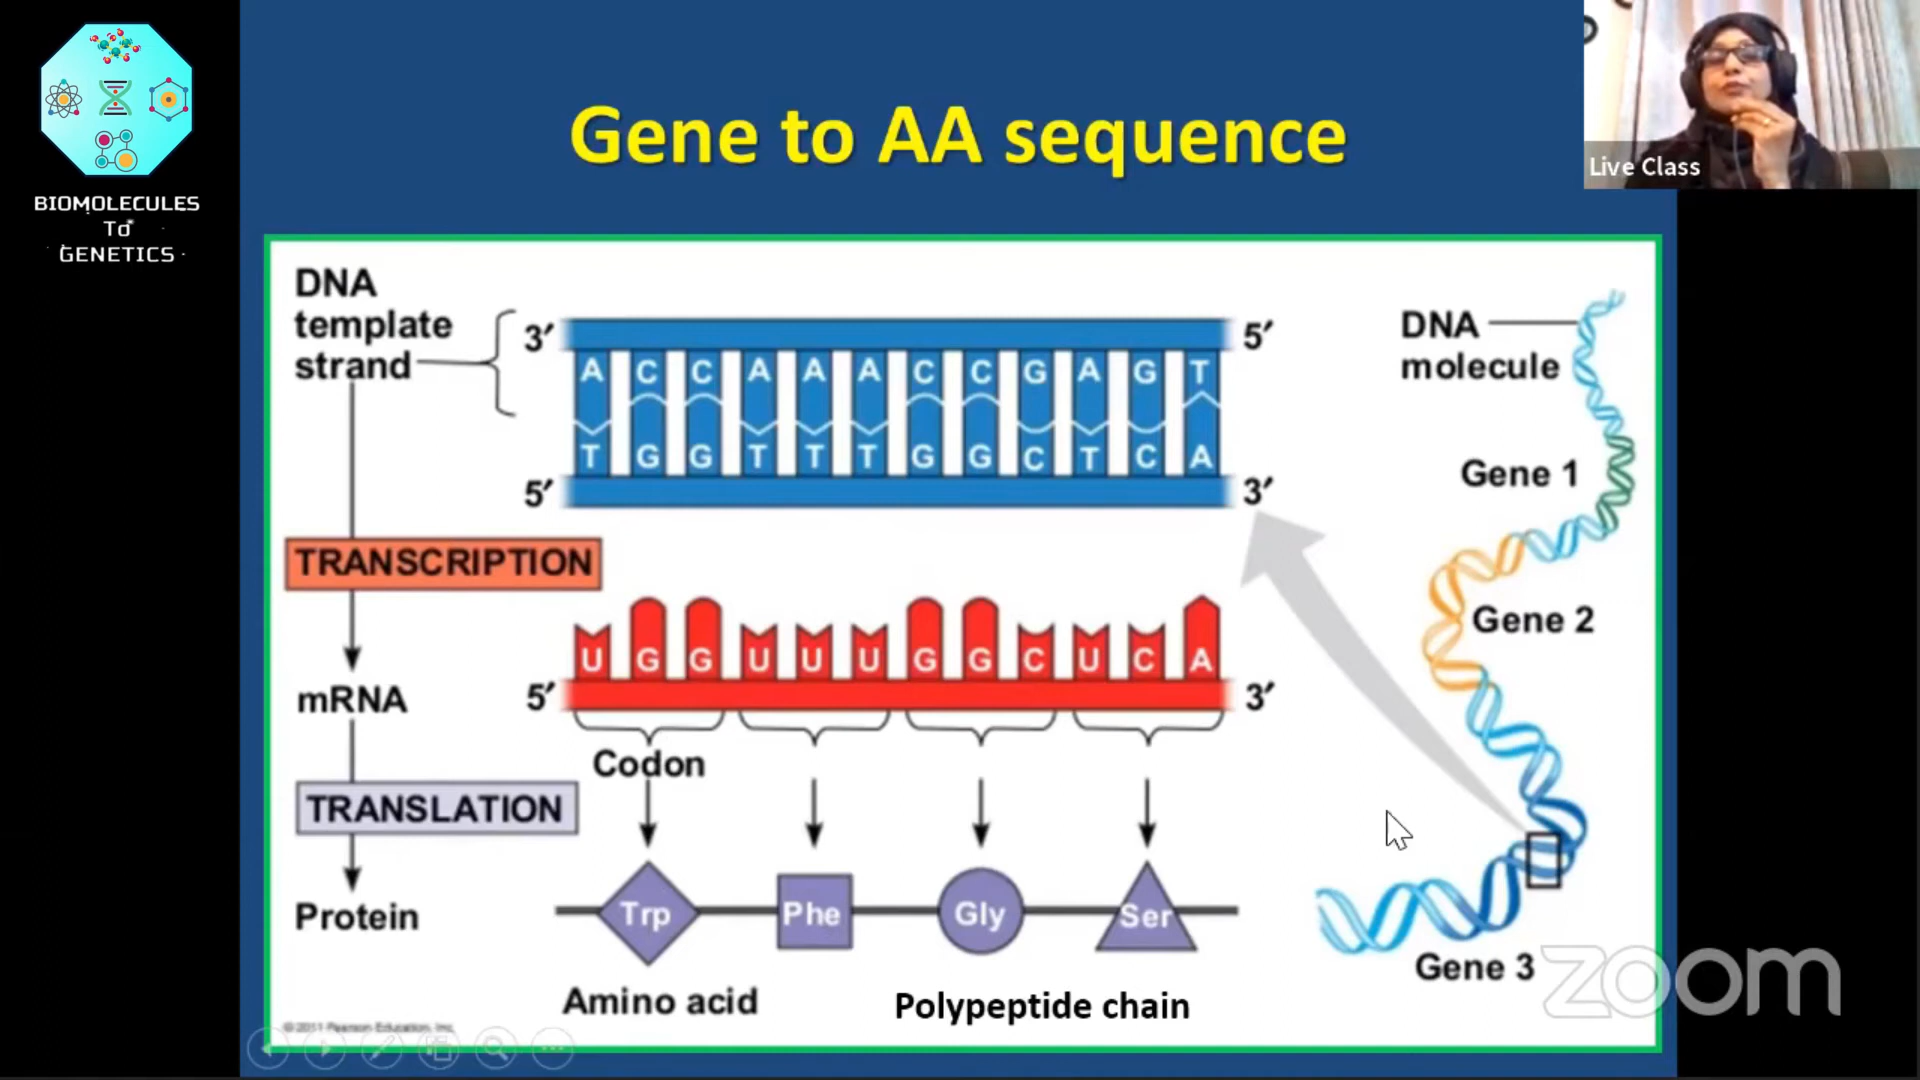 BIOMOLECULES
To
GENETICS
Gene to AA sequence
Live Class
DNA
template
strand
3′ 5′
A C C A A A C C G A G T
T G G T T T G G C T C A
5′ 3′
DNA
molecule
Gene 1
Gene 2
Gene 3
TRANSCRIPTION
mRNA
5′ 3′
U G G U U U G G C U C A
Codon
TRANSLATION
Protein
Trp Phe Gly Ser
Amino acid
Polypeptide chain
© 2011 Pearson Education, Inc.
zoom